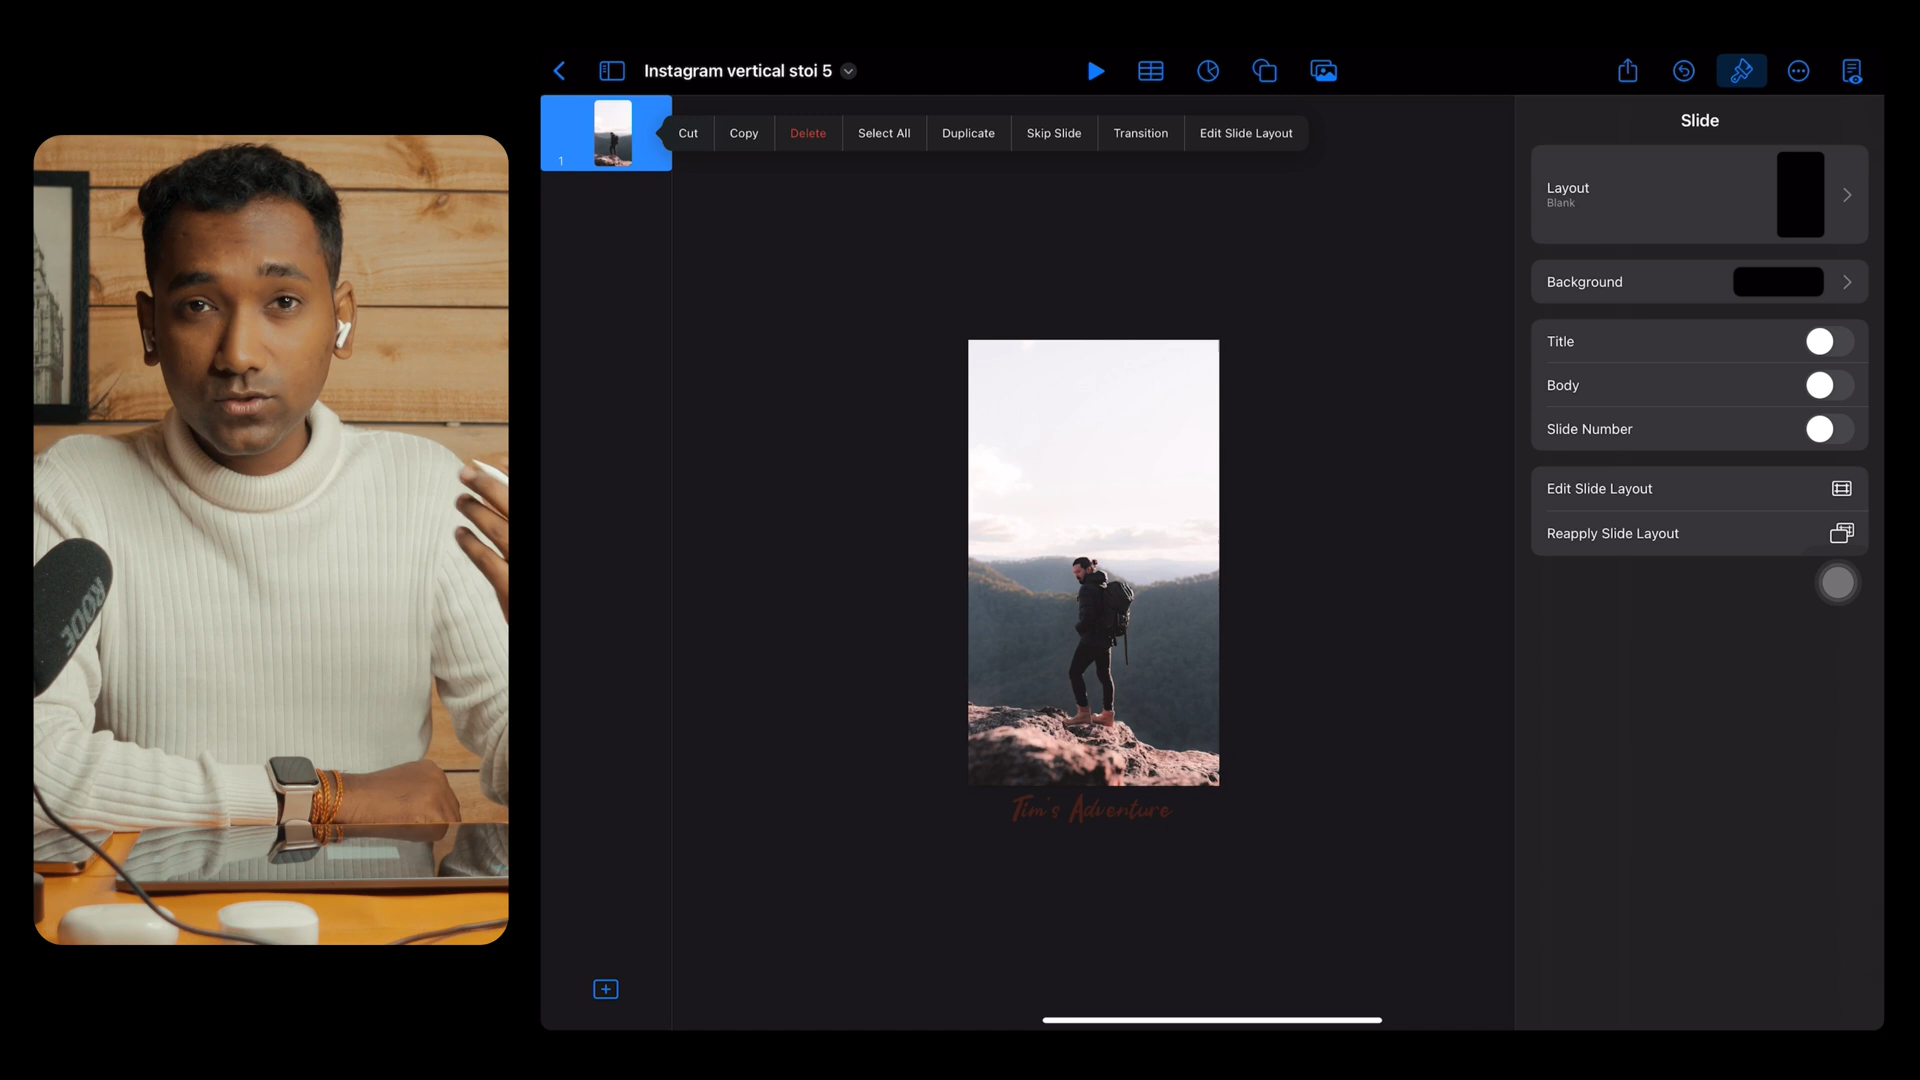 Instagram vertical stoi 5
1
Cut
Copy
Delete
Select All
Duplicate
Skip Slide
Transition
Edit Slide Layout
Slide
Layout
Blank
Background
Title
Body
Slide Number
Edit Slide Layout
Reapply Slide Layout
Tim's Adventure
RODE